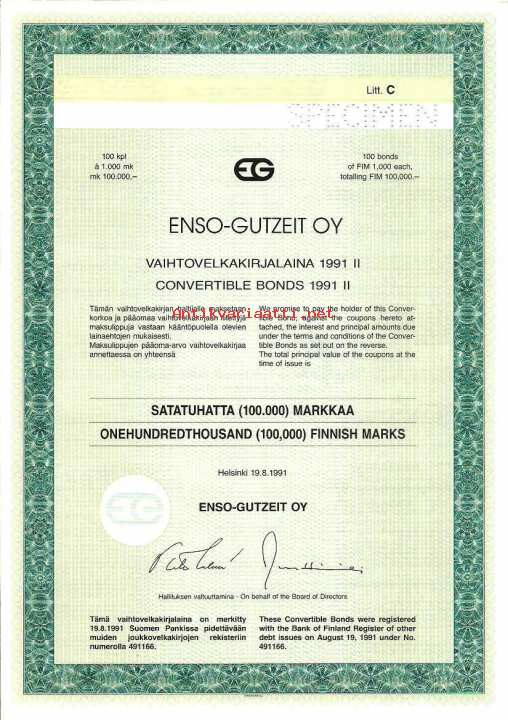 Litt. C
SPECIMEN
100 kpl
à 1.000 mk
mk 100.000,–
EG
100 bonds
of FIM 1,000 each,
totalling FIM 100,000,–
ENSO-GUTZEIT OY
VAIHTOVELKAKIRJALAINA 1991 II
CONVERTIBLE BONDS 1991 II
Tämän vaihtovelkakirjan haltijalle maksetaan
korkoa ja pääomaa vaihtovelkakirjaan liitettyjä
maksulippuja vastaan kääntöpuolella olevien
lainaehtojen mukaisesti.
Maksulippujen pääoma-arvo vaihtovelkakirjaa
annettaessa on yhteensä
We promise to pay the holder of this Conver-
tible Bond, against the coupons hereto at-
tached, the interest and principal amounts due
under the terms and conditions of the Conver-
tible Bonds as set out on the reverse.
The total principal value of the coupons at the
time of issue is
antikvariaatti.net
SATATUHATTA (100.000) MARKKAA
ONEHUNDREDTHOUSAND (100,000) FINNISH MARKS
Helsinki 19.8.1991
EG
ENSO-GUTZEIT OY
Hallituksen valtuuttamina - On behalf of the Board of Directors
Tämä vaihtovelkakirjalaina on merkitty
19.8.1991 Suomen Pankissa pidettävään
muiden joukkovelkakirjojen rekisteriin
numerolla 491166.
These Convertible Bonds were registered
with the Bank of Finland Register of other
debt issues on August 19, 1991 under No.
491166.